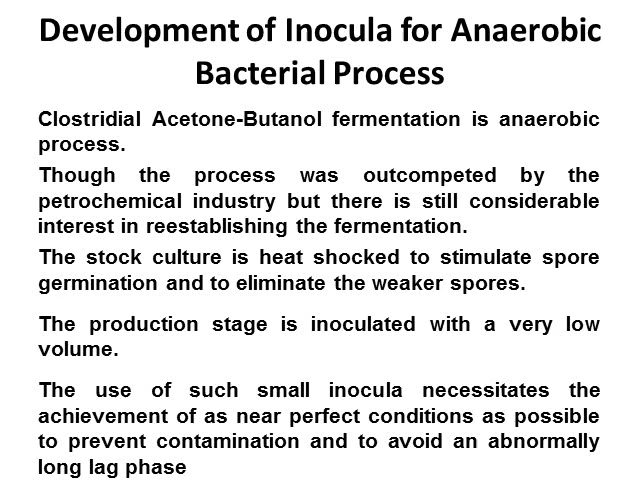 Development of Inocula for Anaerobic
Bacterial Process
Clostridial Acetone-Butanol fermentation is anaerobic
process.
Though the process was outcompeted by the
petrochemical industry but there is still considerable
interest in reestablishing the fermentation.
The stock culture is heat shocked to stimulate spore
germination and to eliminate the weaker spores.
The production stage is inoculated with a very low
volume.
The use of such small inocula necessitates the
achievement of as near perfect conditions as possible
to prevent contamination and to avoid an abnormally
long lag phase